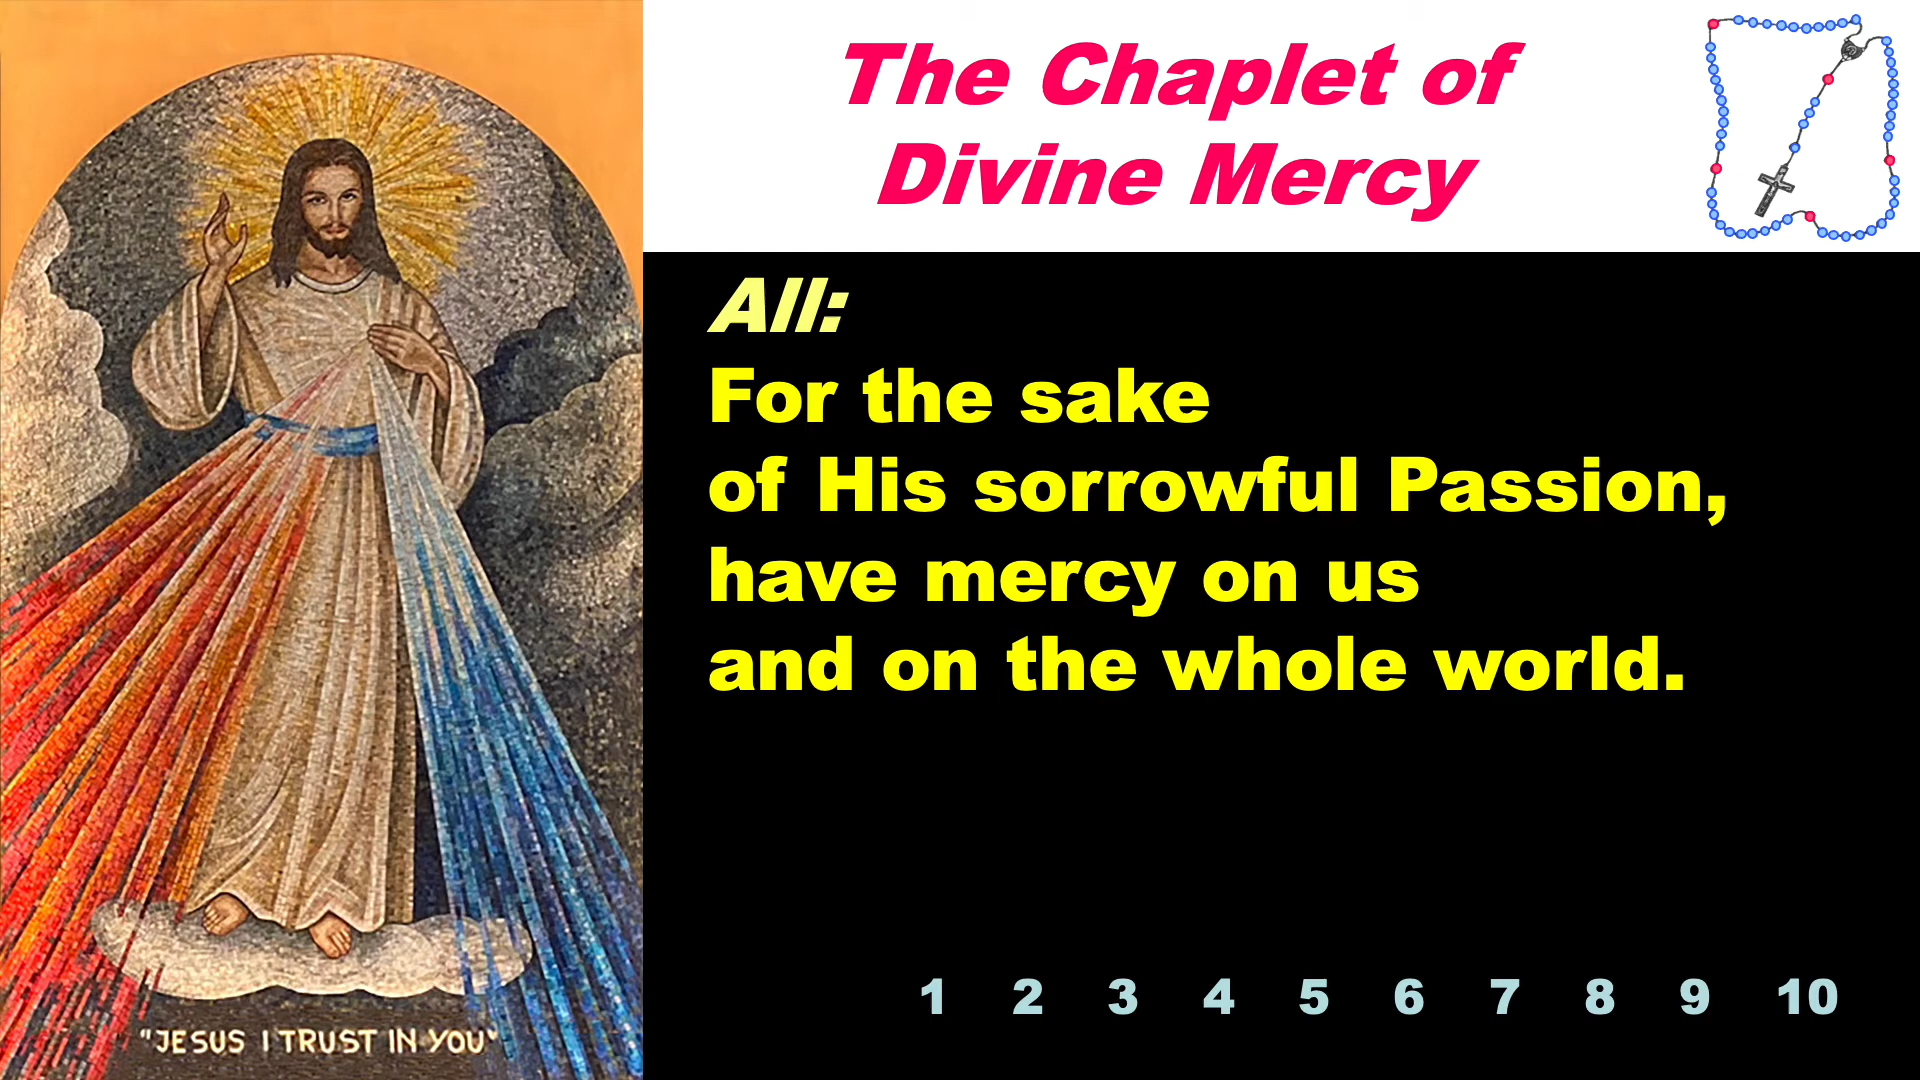 The Chaplet of
Divine Mercy
All:
For the sake
of His sorrowful Passion,
have mercy on us
and on the whole world.
1 2 3 4 5 6 7 8 9 10
"JESUS I TRUST IN YOU"